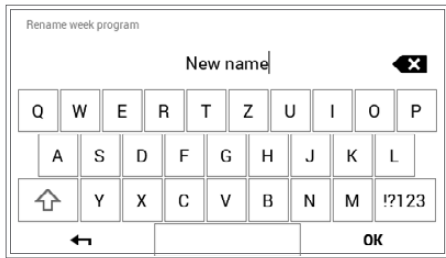 Rename week program
New name
Q W E R T Z U I O P
A S D F G H J K L
Y X C V B N M !?123
OK